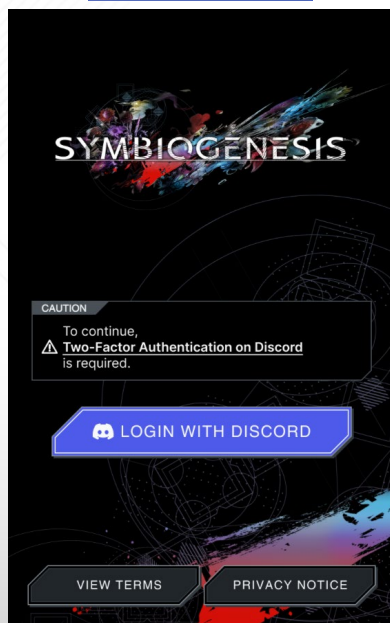 SYMBIOGENESIS
CAUTION
To continue,
Two-Factor Authentication on Discord
is required.
LOGIN WITH DISCORD
VIEW TERMS
PRIVACY NOTICE